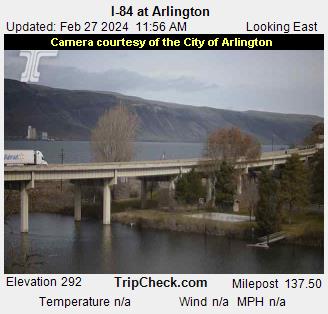 I-84 at Arlington
Updated: Feb 27 2024 11:56 AM Looking East
Camera courtesy of the City of Arlington
Elevation 292 TripCheck.com Milepost 137.50
Temperature n/a Wind n/a MPH n/a